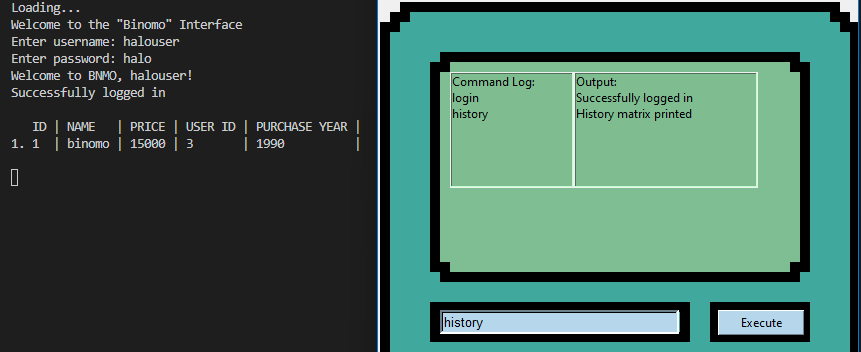 Loading...
Welcome to the "Binomo" Interface
Enter username: halouser
Enter password: halo
Welcome to BNMO, halouser!
Successfully logged in
ID | NAME | PRICE | USER ID | PURCHASE YEAR |
1. 1 | binomo | 15000 | 3 | 1990 |
Command Log:
login
history
Output:
Successfully logged in
History matrix printed
history
Execute